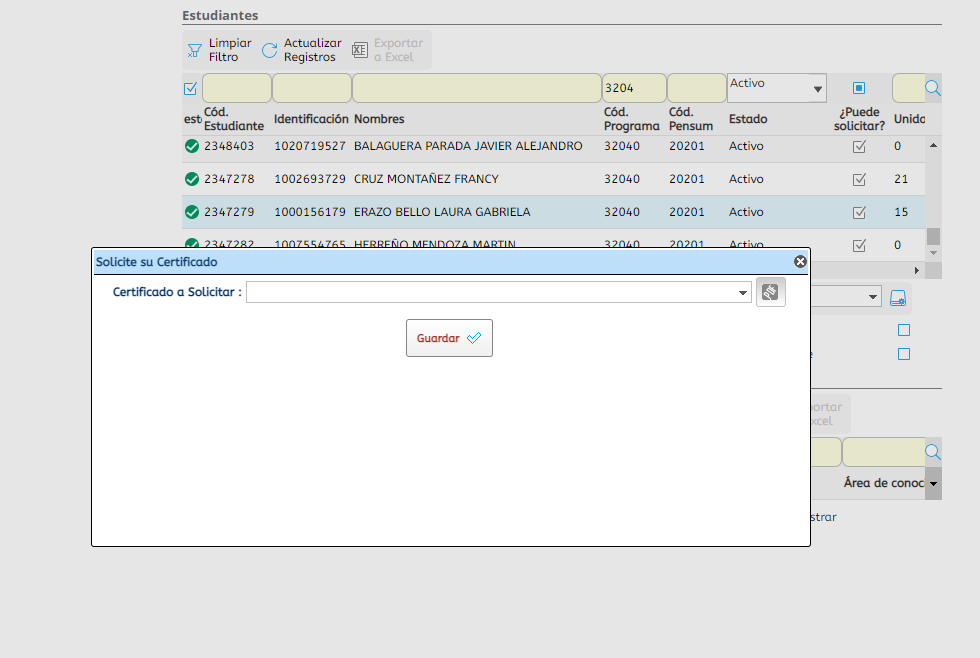 Estudiantes
Limpiar Filtro
Actualizar Registros
Exportar a Excel
3204
Activo
est
Cód. Estudiante
Identificación
Nombres
Cód. Programa
Cód. Pensum
Estado
¿Puede solicitar?
Unida
2348403 1020719527 BALAGUERA PARADA JAVIER ALEJANDRO 32040 20201 Activo 0
2347278 1002693729 CRUZ MONTAÑEZ FRANCY 32040 20201 Activo 21
2347279 1000156179 ERAZO BELLO LAURA GABRIELA 32040 20201 Activo 15
2347282 1007554765 HERREÑO MENDOZA MARTIN 32040 20201 Activo 0
Solicite su Certificado
Certificado a Solicitar :
Guardar
ortar
xcel
Área de conoc
strar